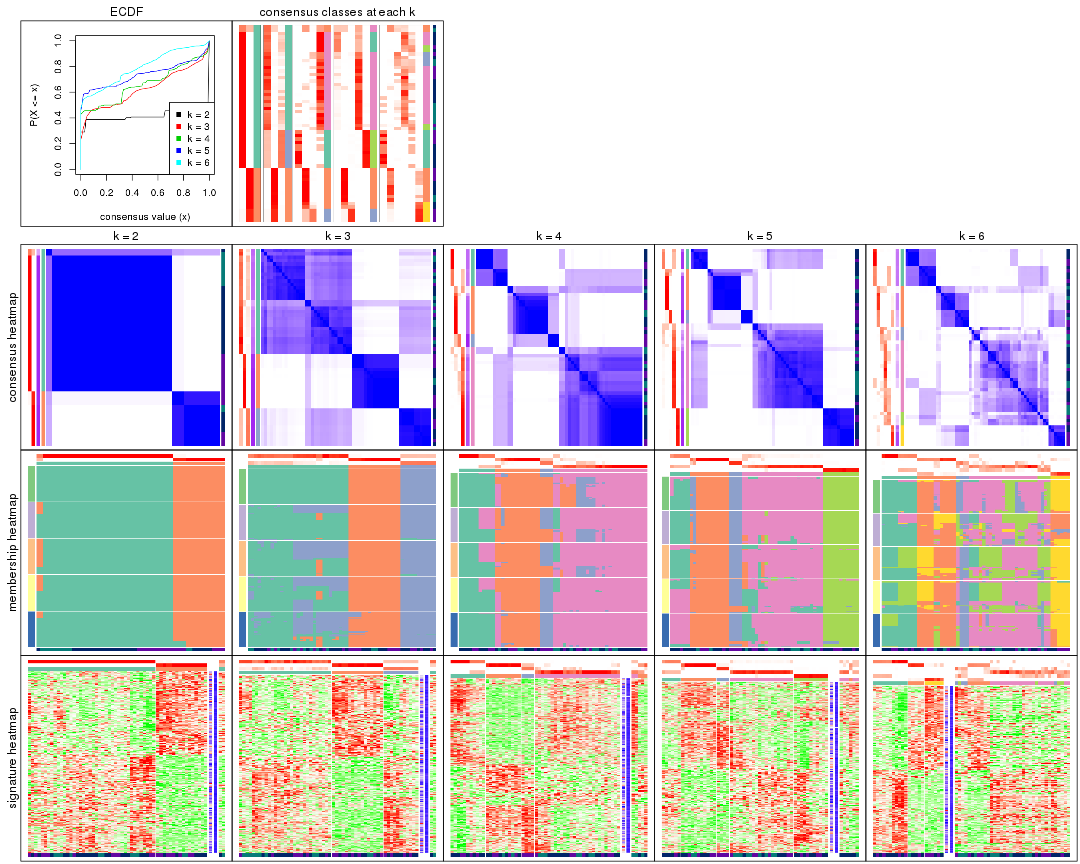 ECDF
consensus classes at each k
P(X <= x)
0.0 0.2 0.4 0.6 0.8 1.0
k = 2
k = 3
k = 4
k = 5
k = 6
0.0 0.2 0.4 0.6 0.8 1.0
consensus value (x)
k = 2 k = 3 k = 4 k = 5 k = 6
consensus heatmap
membership heatmap
signature heatmap